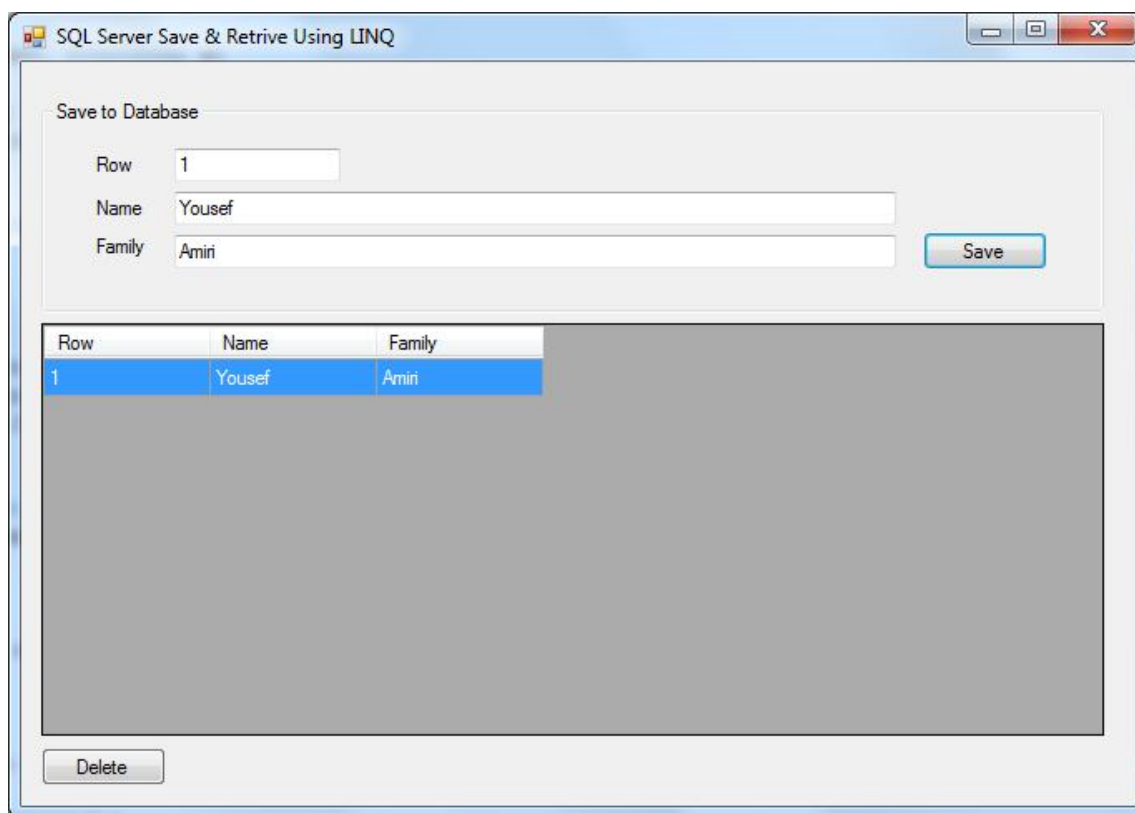 SQL Server Save & Retrive Using LINQ
Save to Database
Row 1
Name Yousef
Family Amiri
Save
Row Name Family
1 Yousef Amiri
Delete